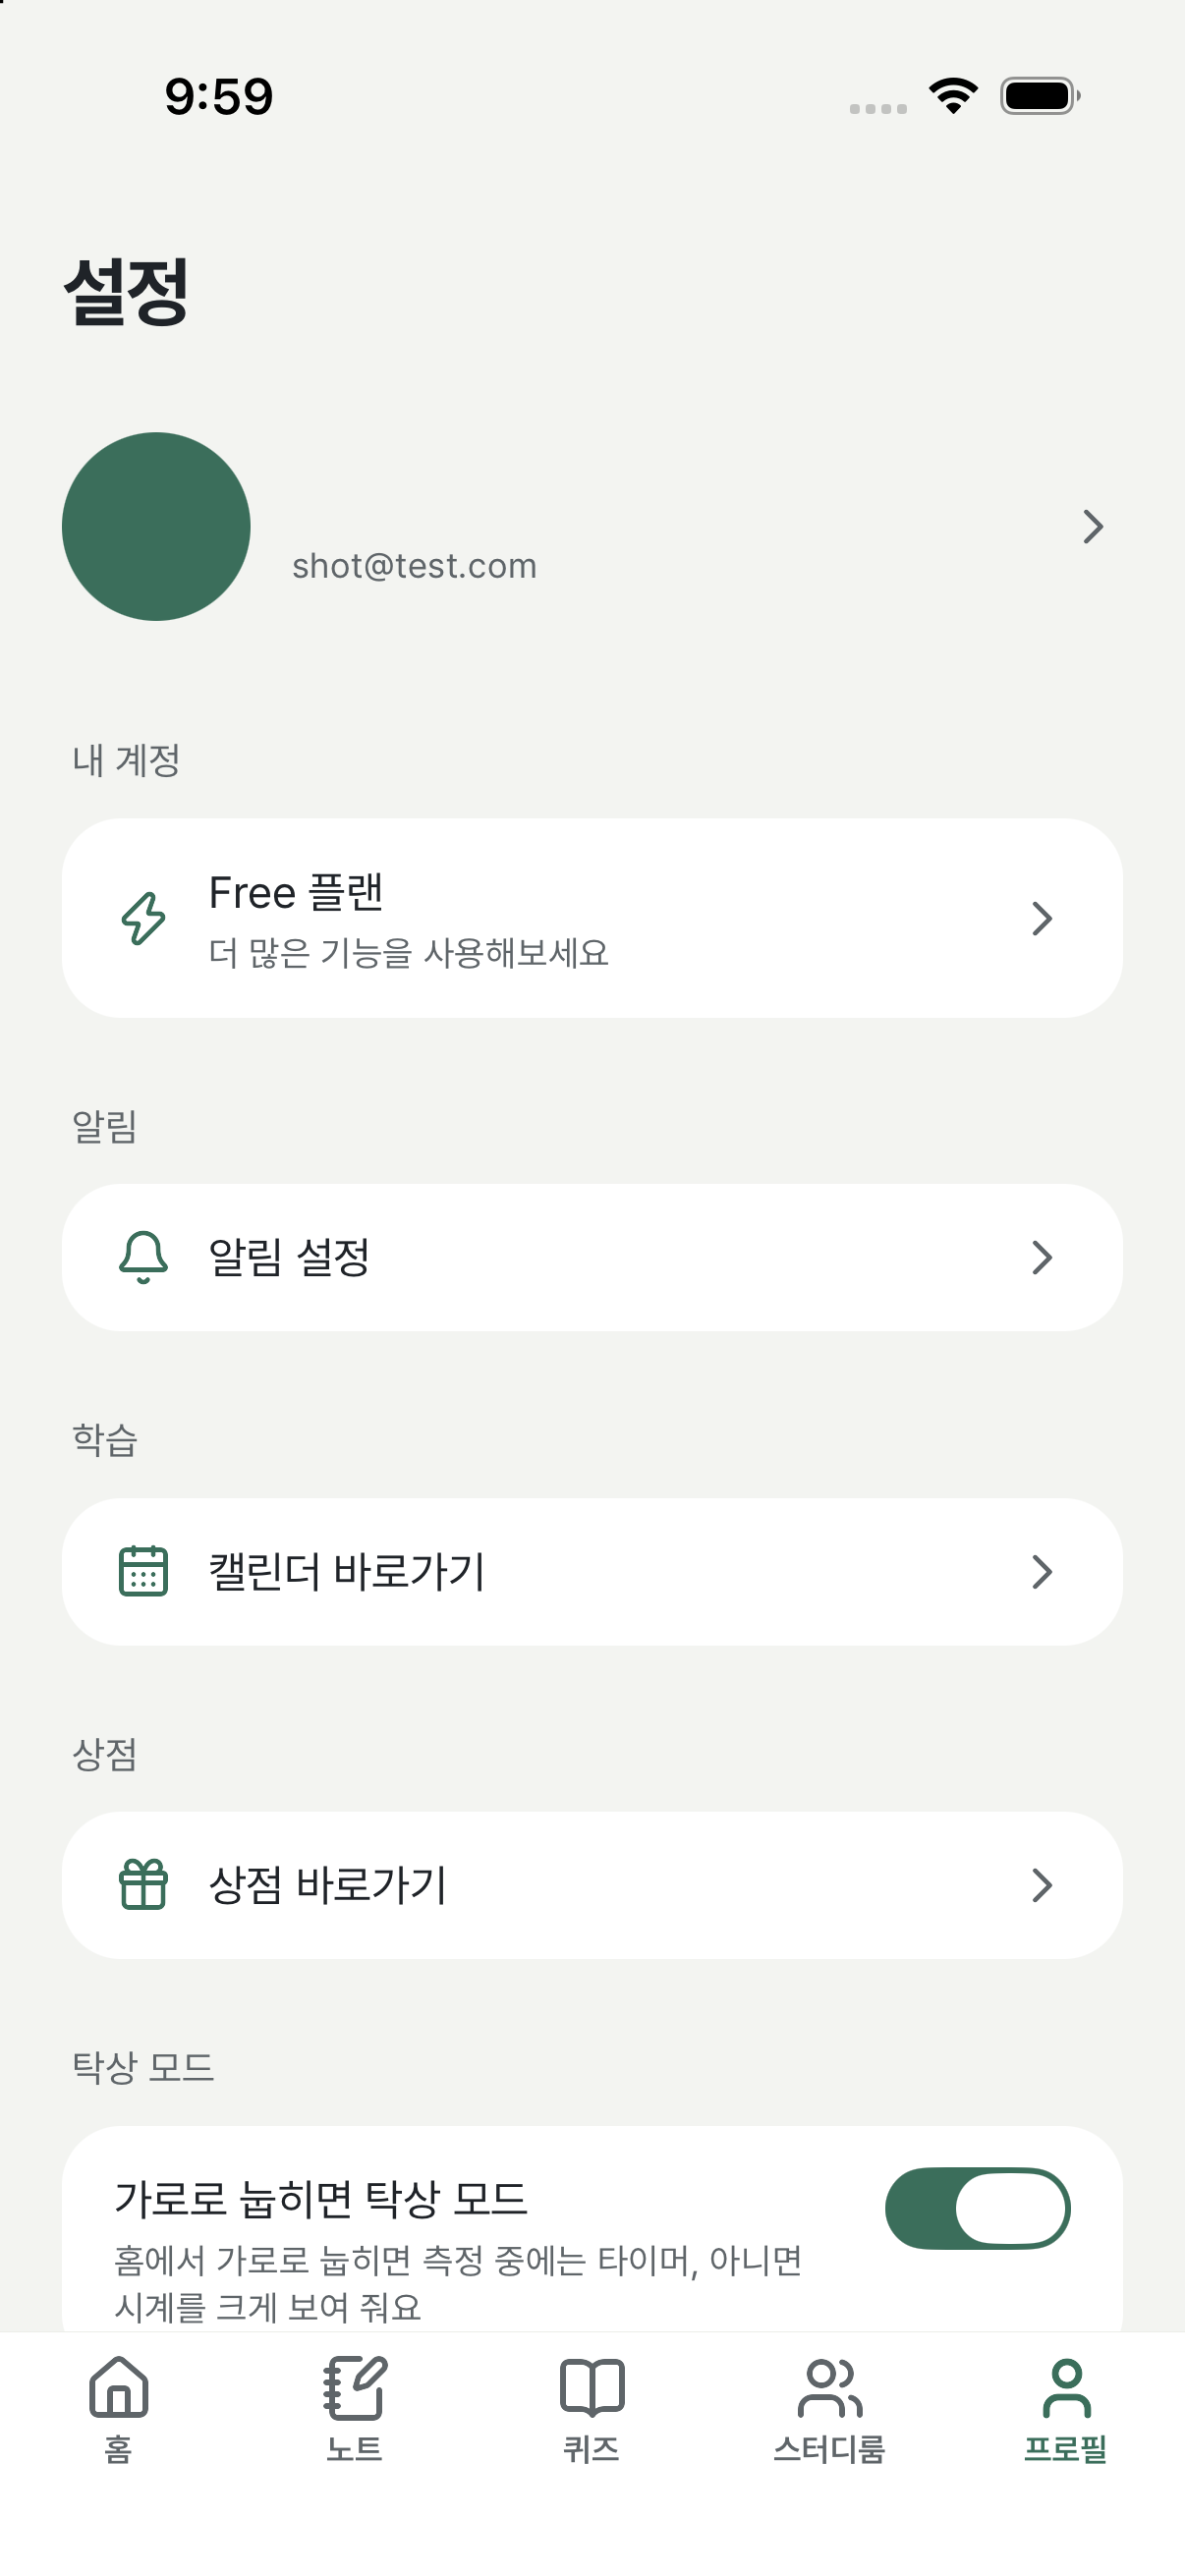 9:59
설정
shot@test.com
내 계정
Free 플랜
더 많은 기능을 사용해보세요
알림
알림 설정
학습
캘린더 바로가기
상점
상점 바로가기
탁상 모드
가로로 눕히면 탁상 모드
홈에서 가로로 눕히면 측정 중에는 타이머, 아니면
시계를 크게 보여 줘요
홈 노트 퀴즈 스터디룸 프로필